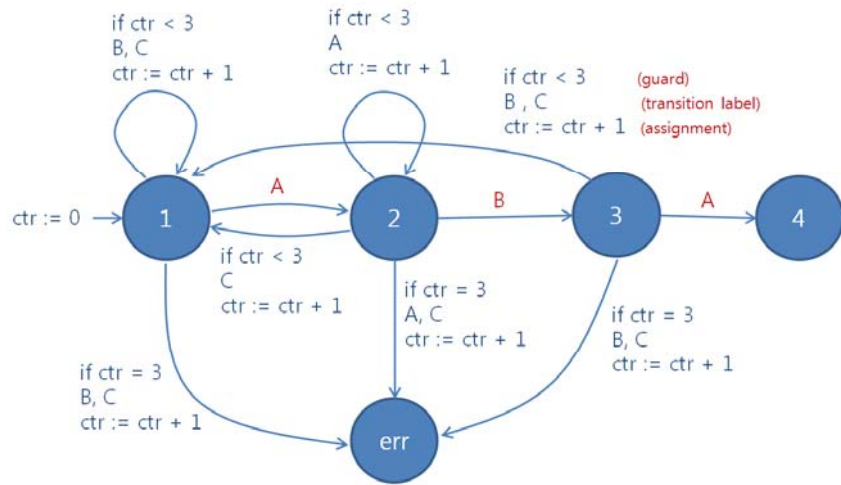 if ctr < 3
B, C
ctr := ctr + 1
if ctr < 3
A
ctr := ctr + 1
if ctr < 3 (guard)
B , C (transition label)
ctr := ctr + 1 (assignment)
A
B
A
ctr := 0
1
2
3
4
if ctr < 3
C
ctr := ctr + 1
if ctr = 3
A, C
ctr := ctr + 1
if ctr = 3
B, C
ctr := ctr + 1
if ctr = 3
B, C
ctr := ctr + 1
err